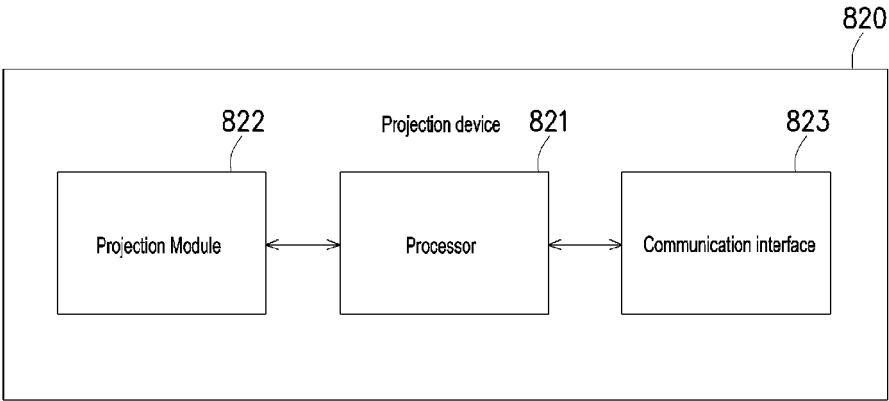 820
822
Projection device
821
823
Projection Module
Processor
Communication interface